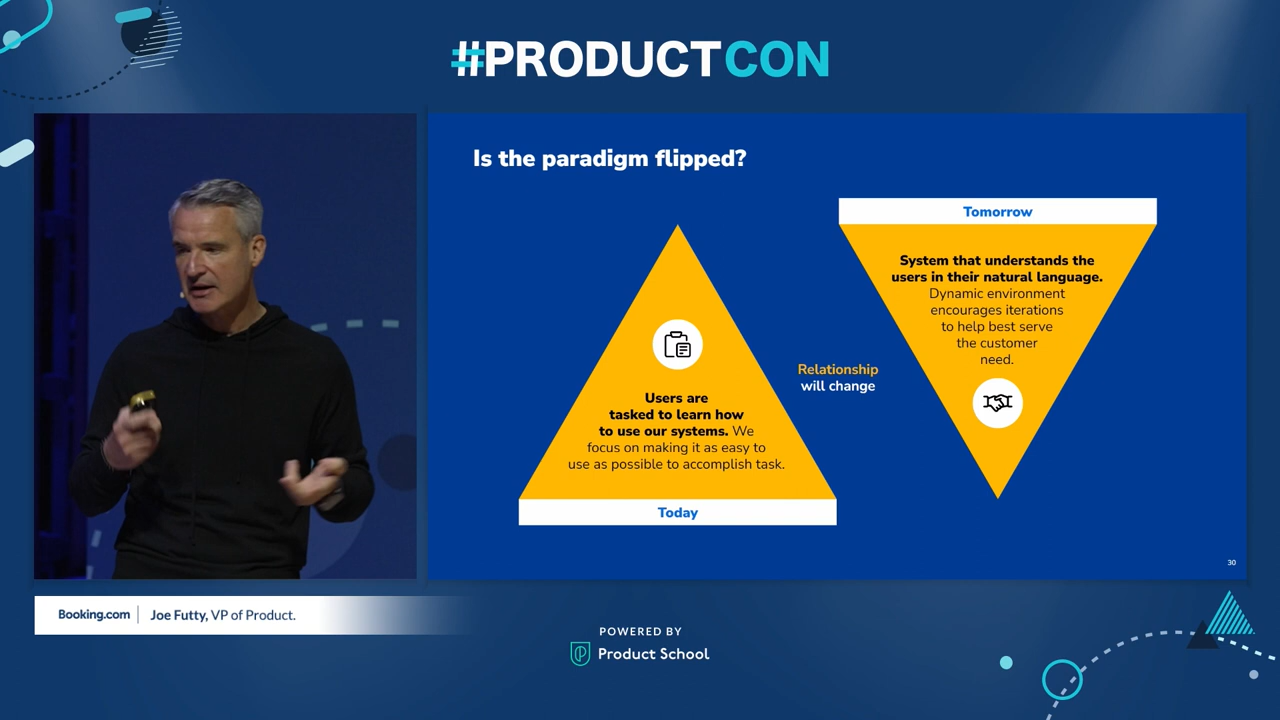 #PRODUCTCON
Is the paradigm flipped?
Users are
tasked to learn how
to use our systems. We
focus on making it as easy to
use as possible to accomplish task.
Today
Relationship
will change
Tomorrow
System that understands the
users in their natural language.
Dynamic environment
encourages iterations
to help best serve
the customer
need.
30
Booking.com
Joe Futty, VP of Product.
POWERED BY
Product School